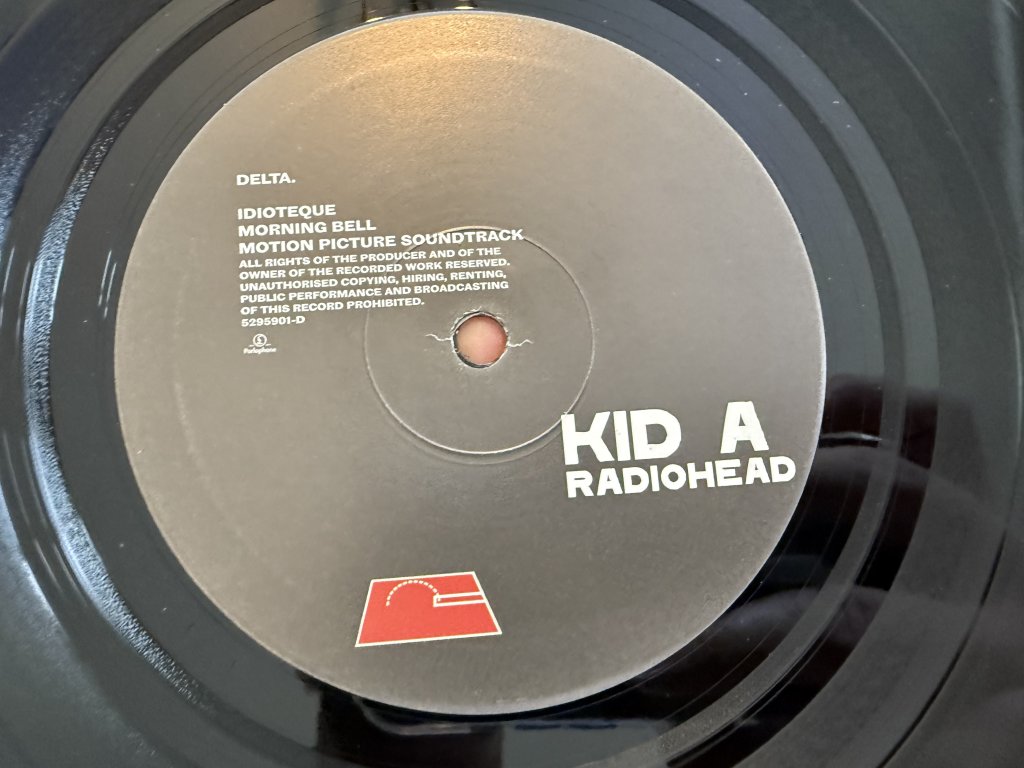 DELTA.
IDIOTEQUE
MORNING BELL
MOTION PICTURE SOUNDTRACK
ALL RIGHTS OF THE PRODUCER AND OF THE
OWNER OF THE RECORDED WORK RESERVED.
UNAUTHORISED COPYING, HIRING, RENTING,
PUBLIC PERFORMANCE AND BROADCASTING
OF THIS RECORD PROHIBITED.
5295901-D
£
Parlophone
KID A
RADIOHEAD